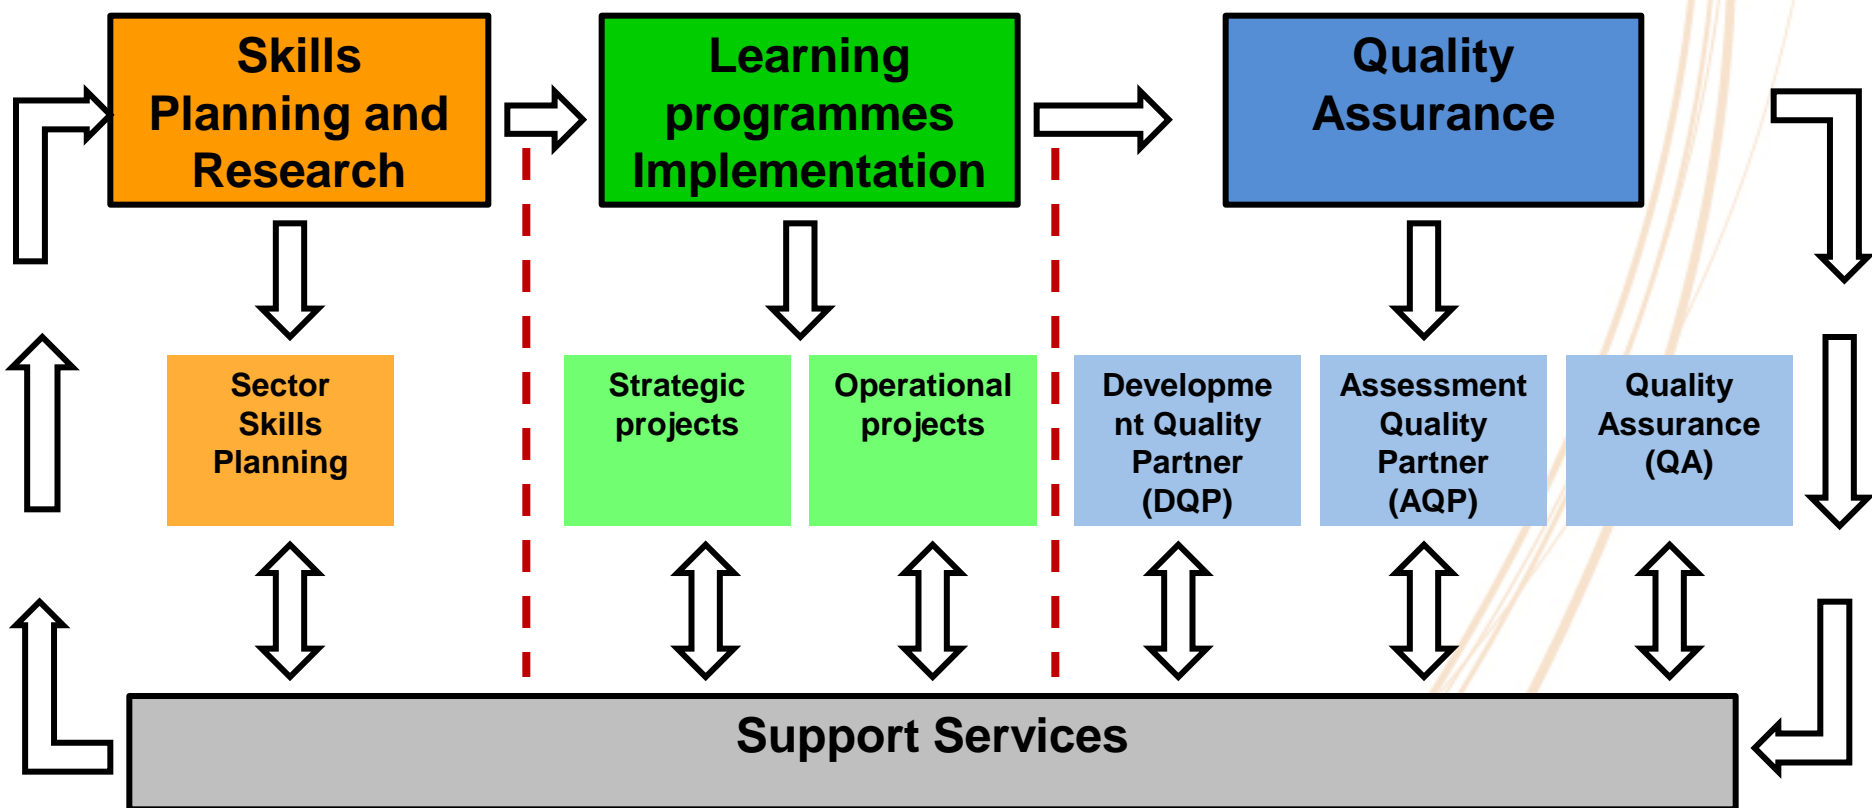 Skills
Planning and
Research
Learning
programmes
Implementation
Quality
Assurance
Sector
Skills
Planning
Strategic
projects
Operational
projects
Developme
nt Quality
Partner
(DQP)
Assessment
Quality
Partner
(AQP)
Quality
Assurance
(QA)
Support Services